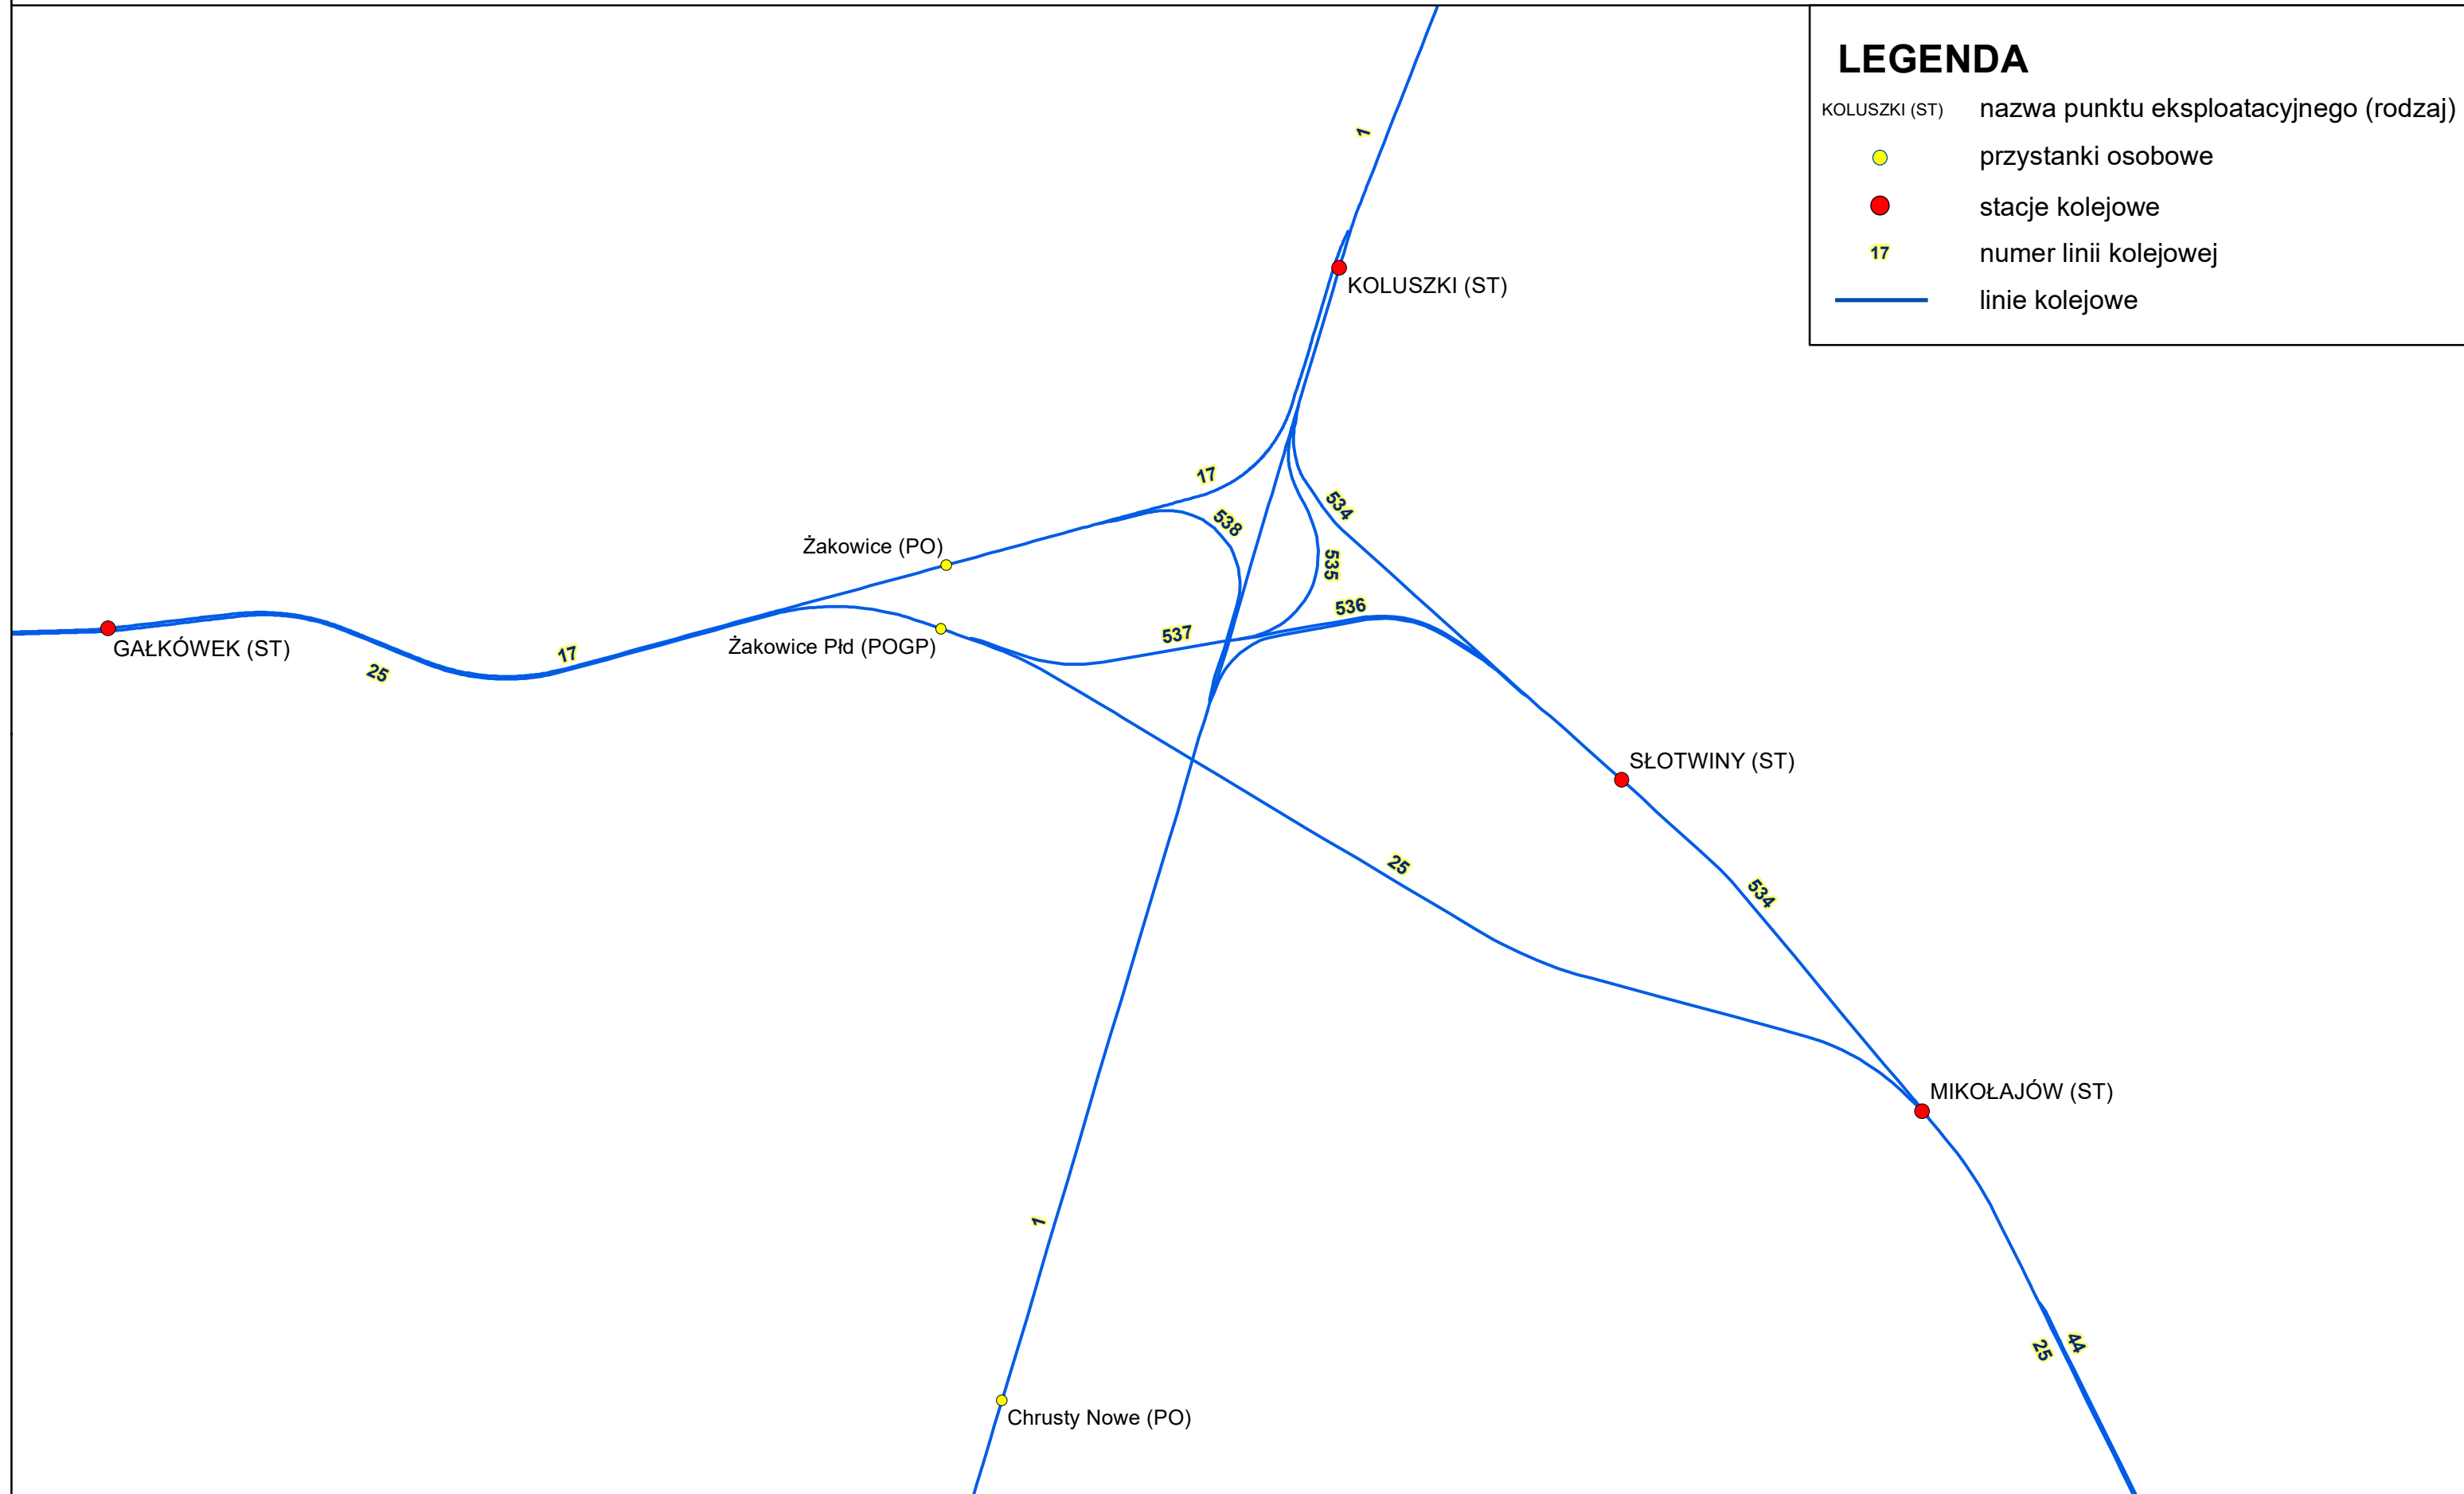 LEGENDA
KOLUSZKI (ST) nazwa punktu eksploatacyjnego (rodzaj)
przystanki osobowe
stacje kolejowe
17 numer linii kolejowej
linie kolejowe
1
KOLUSZKI (ST)
17
534
538
Żakowice (PO)
535
536
537
Żakowice Płd (POGP)
GAŁKÓWEK (ST)
17
25
SŁOTWINY (ST)
25
534
MIKOŁAJÓW (ST)
1
44
25
Chrusty Nowe (PO)